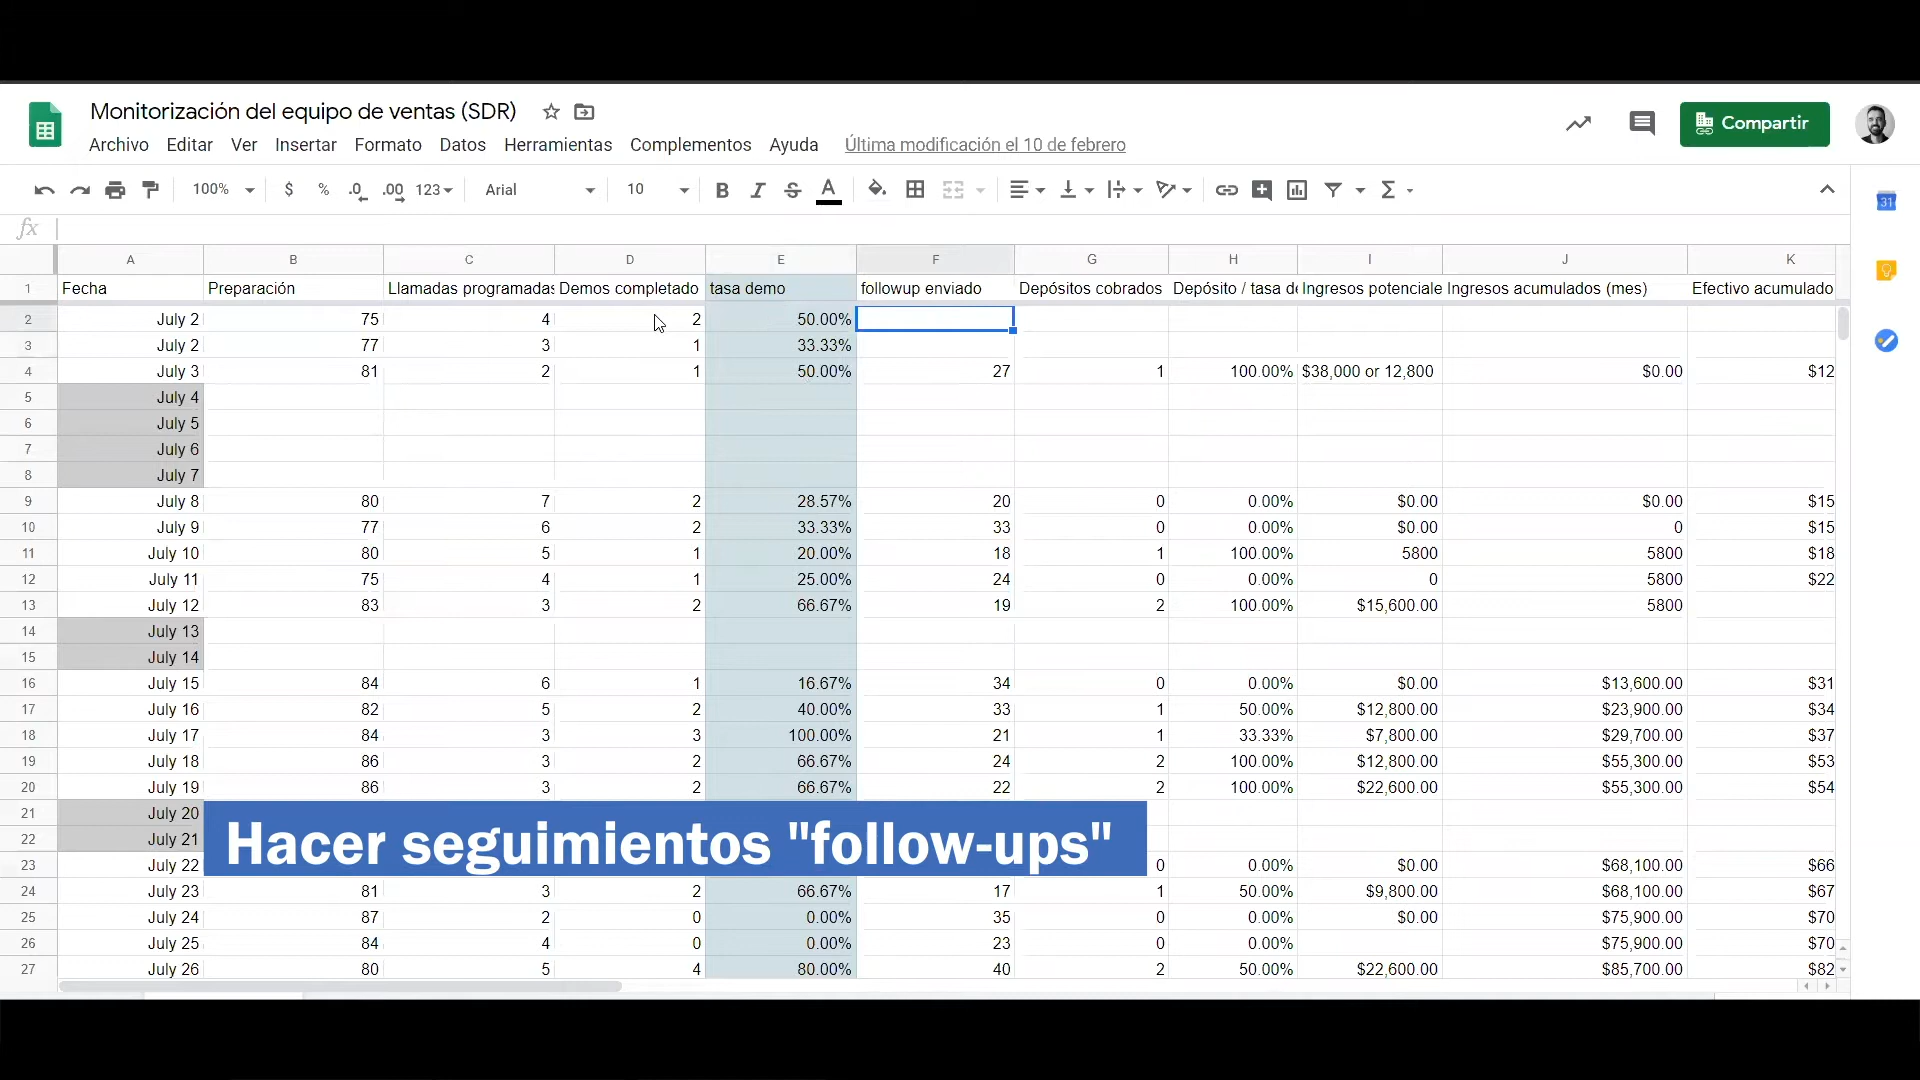 Monitorización del equipo de ventas (SDR)
Archivo Editar Ver Insertar Formato Datos Herramientas Complementos Ayuda Última modificación el 10 de febrero
Compartir
100% $ % .0 .00 123 Arial 10 B I S A Σ
31
fx
A B C D E F G H I J K
1 Fecha Preparación Llamadas programadas Demos completado tasa demo followup enviado Depósitos cobrados Depósito / tasa de Ingresos potenciale Ingresos acumulados (mes) Efectivo acumulado
2 July 2 75 4 2 50.00%
3 July 2 77 3 1 33.33%
4 July 3 81 2 1 50.00% 27 1 100.00% $38,000 or 12,800 $0.00 $12
5 July 4
6 July 5
7 July 6
8 July 7
9 July 8 80 7 2 28.57% 20 0 0.00% $0.00 $0.00 $15
10 July 9 77 6 2 33.33% 33 0 0.00% $0.00 0 $15
11 July 10 80 5 1 20.00% 18 1 100.00% 5800 5800 $18
12 July 11 75 4 1 25.00% 24 0 0.00% 0 5800 $22
13 July 12 83 3 2 66.67% 19 2 100.00% $15,600.00 5800
14 July 13
15 July 14
16 July 15 84 6 1 16.67% 34 0 0.00% $0.00 $13,600.00 $31
17 July 16 82 5 2 40.00% 33 1 50.00% $12,800.00 $23,900.00 $34
18 July 17 84 3 3 100.00% 21 1 33.33% $7,800.00 $29,700.00 $37
19 July 18 86 3 2 66.67% 24 2 100.00% $12,800.00 $55,300.00 $53
20 July 19 86 3 2 66.67% 22 2 100.00% $22,600.00 $55,300.00 $54
21 July 20
22 July 21
Hacer seguimientos "follow-ups"
23 July 22 0 0.00% $0.00 $68,100.00 $66
24 July 23 81 3 2 66.67% 17 1 50.00% $9,800.00 $68,100.00 $67
25 July 24 87 2 0 0.00% 35 0 0.00% $0.00 $75,900.00 $70
26 July 25 84 4 0 0.00% 23 0 0.00% $75,900.00 $70
27 July 26 80 5 4 80.00% 40 2 50.00% $22,600.00 $85,700.00 $82